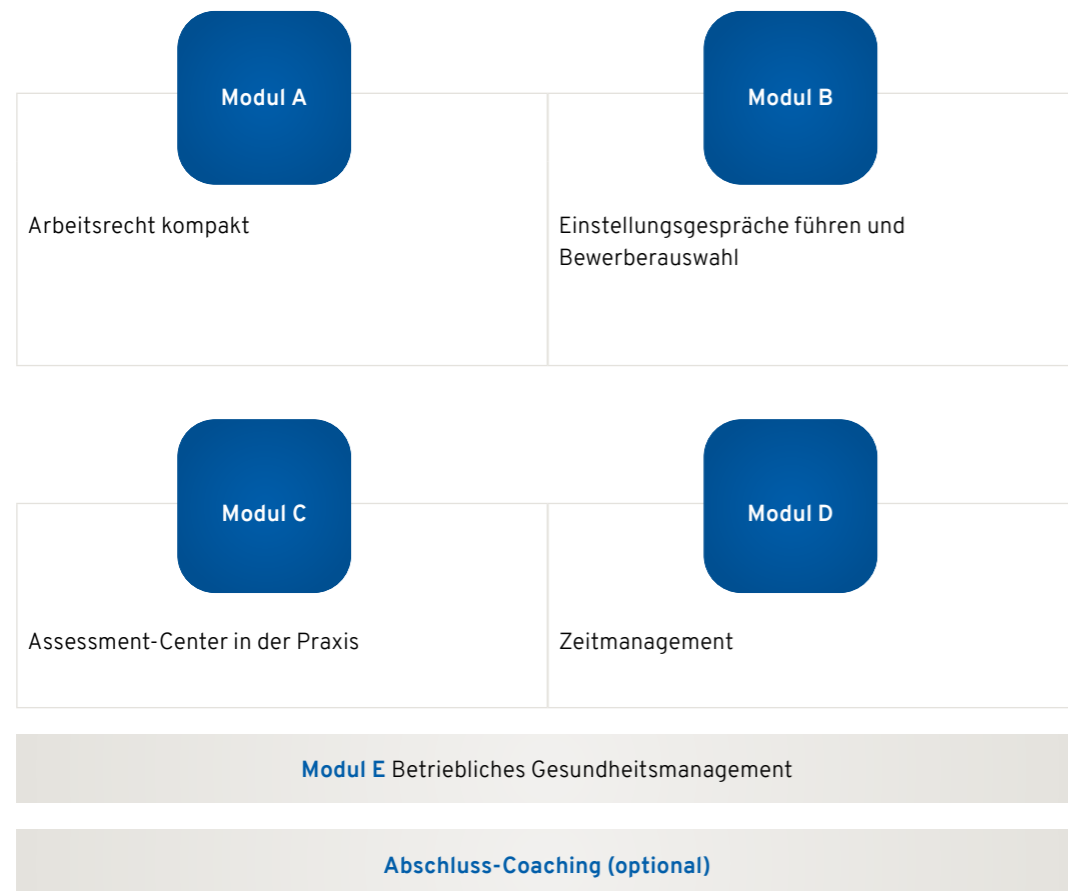 Modul A
Modul B
Arbeitsrecht kompakt
Einstellungsgespräche führen und
Bewerberauswahl
Modul C
Modul D
Assessment-Center in der Praxis
Zeitmanagement
Modul E Betriebliches Gesundheitsmanagement
Abschluss-Coaching (optional)